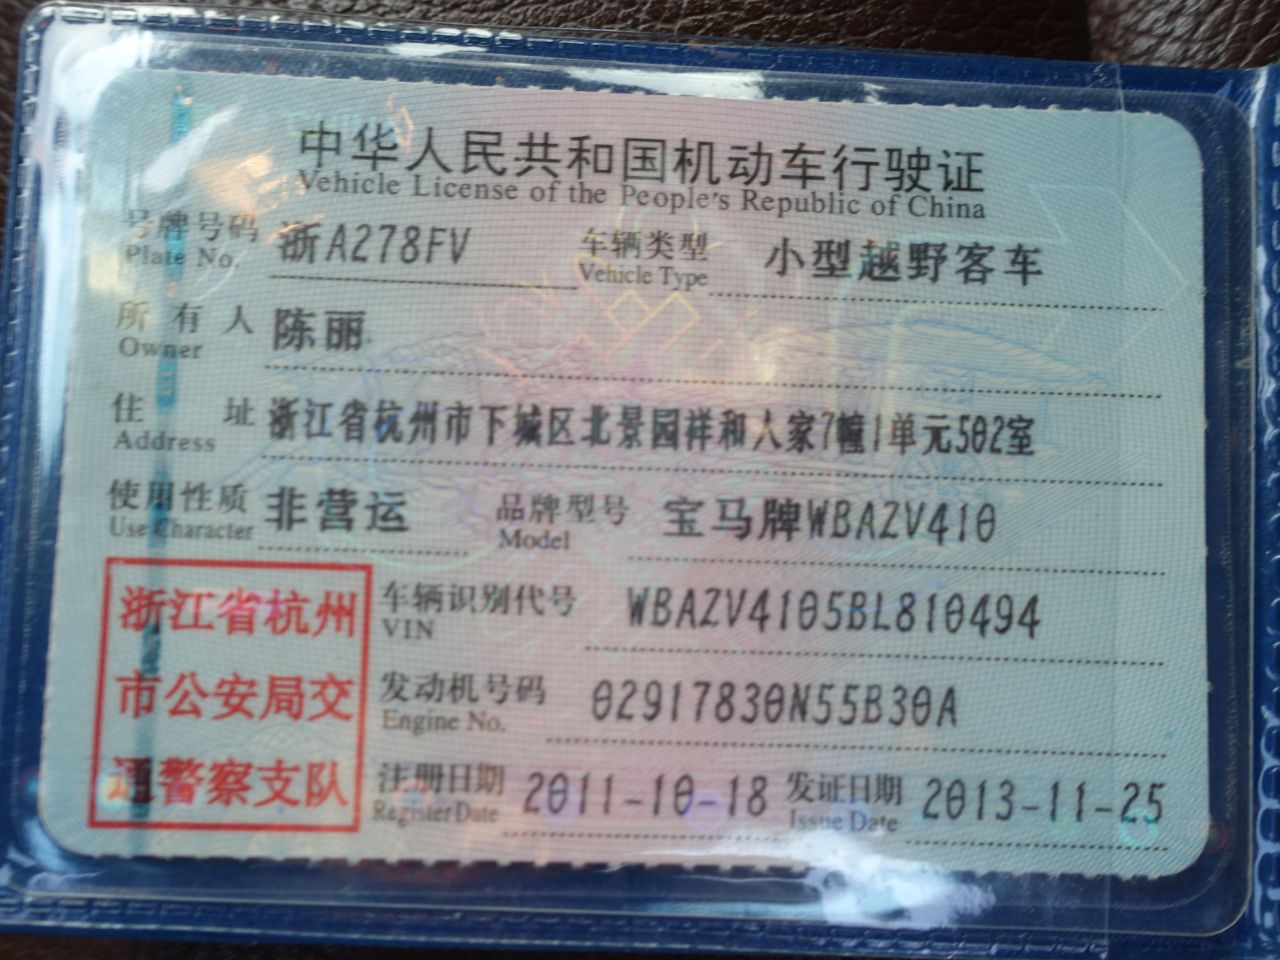 中华人民共和国机动车行驶证
Vehicle License of the People's Republic of China
号牌号码 浙A278FV 车辆类型 小型越野客车
Plate No. Vehicle Type
所有人 陈丽
Owner
住址 浙江省杭州市下城区北景园祥和人家7幢1单元502室
Address
使用性质 非营运 品牌型号 宝马牌WBAZV410
Use Character Model
浙江省杭州
市公安局交
通警察支队
车辆识别代号 WBAZV4105BL810494
VIN
发动机号码 02917830N55B30A
Engine No.
注册日期 2011-10-18 发证日期 2013-11-25
Register Date Issue Date